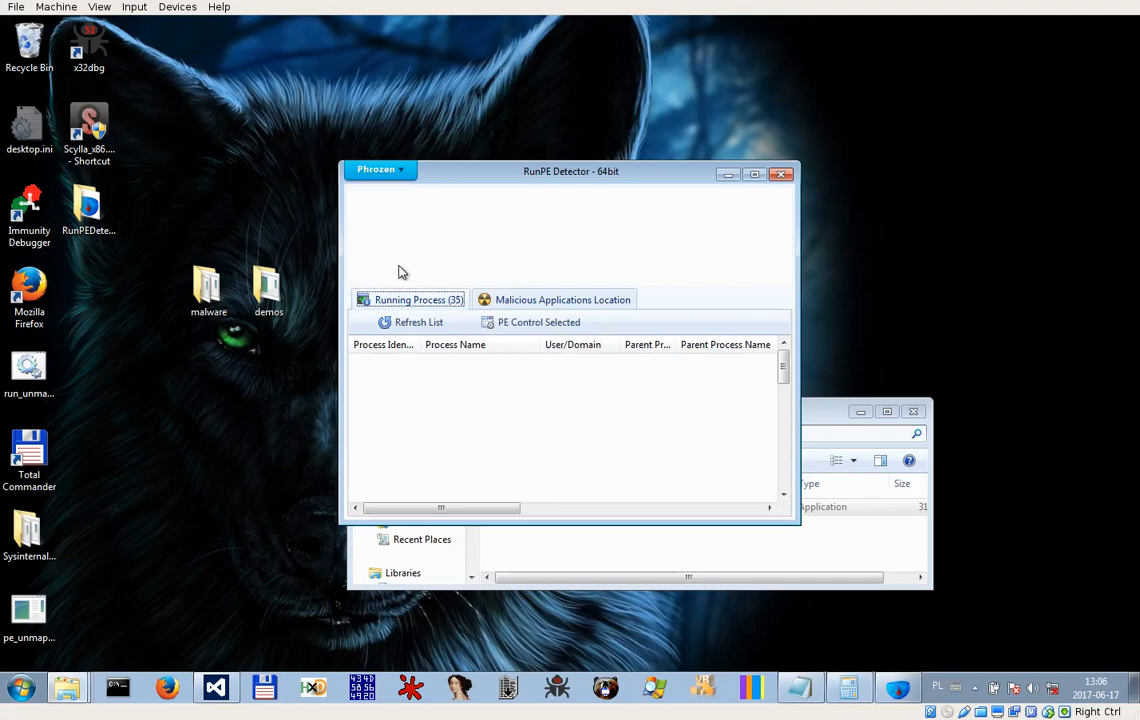 File Machine View Input Devices Help
Recycle Bin
x32dbg
desktop.ini
Scylla_x86....
- Shortcut
Immunity
Debugger
RunPEDete...
malware
demos
Mozilla
Firefox
run_unma...
Total
Commander
Sysinternal...
pe_unmap...
Phrozen
RunPE Detector - 64bit
Running Process (35)
Malicious Applications Location
Refresh List
PE Control Selected
Process Iden... Process Name User/Domain Parent Pr... Parent Process Name
Type Size
Application 31
Recent Places
Libraries
PL
13:06
2017-06-17
Right Ctrl